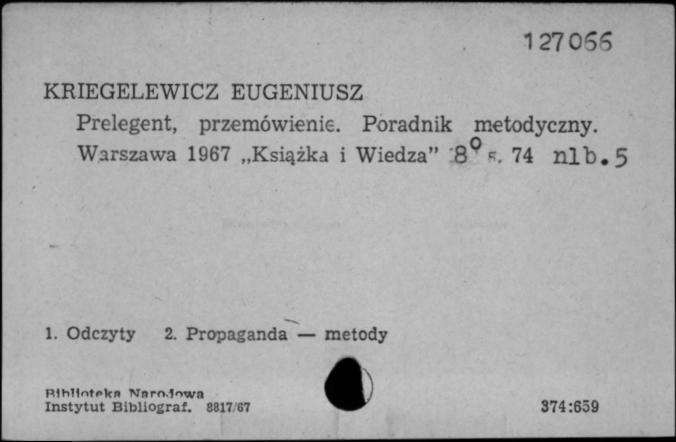 127066
KRIEGELEWICZ EUGENIUSZ
Prelegent, przemówienie. Poradnik metodyczny.
Warszawa 1967 „Książka i Wiedza” 8⁰ s. 74 nlb. 5
1. Odczyty 2. Propaganda — metody
Biblioteka Narodowa
Instytut Bibliograf. 8817/67
374:659